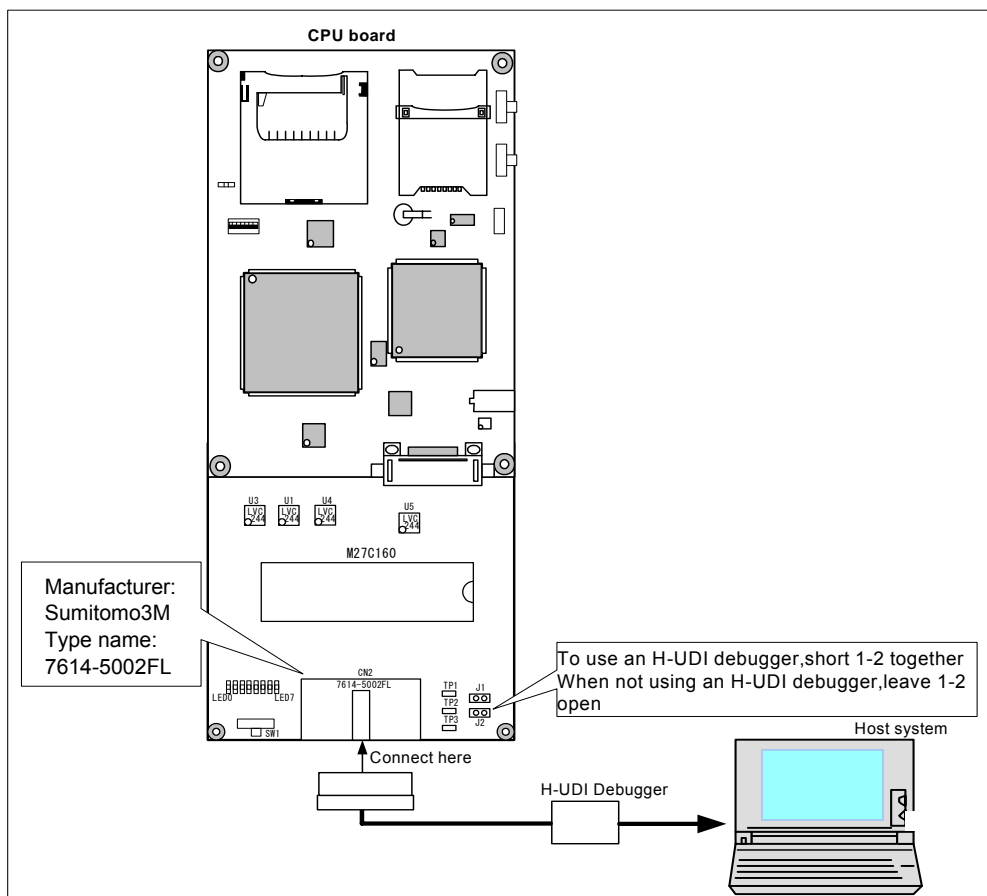 CPU board
U3
U1
U4
U5
LVC
244
LVC
244
LVC
244
LVC
244
M27C160
Manufacturer:
Sumitomo3M
Type name:
7614-5002FL
To use an H-UDI debugger,short 1-2 together
When not using an H-UDI debugger,leave 1-2
open
CN2
7614-5002FL
LED0
LED7
TP1
TP2
TP3
J1
J2
SW1
Host system
Connect here
H-UDI Debugger